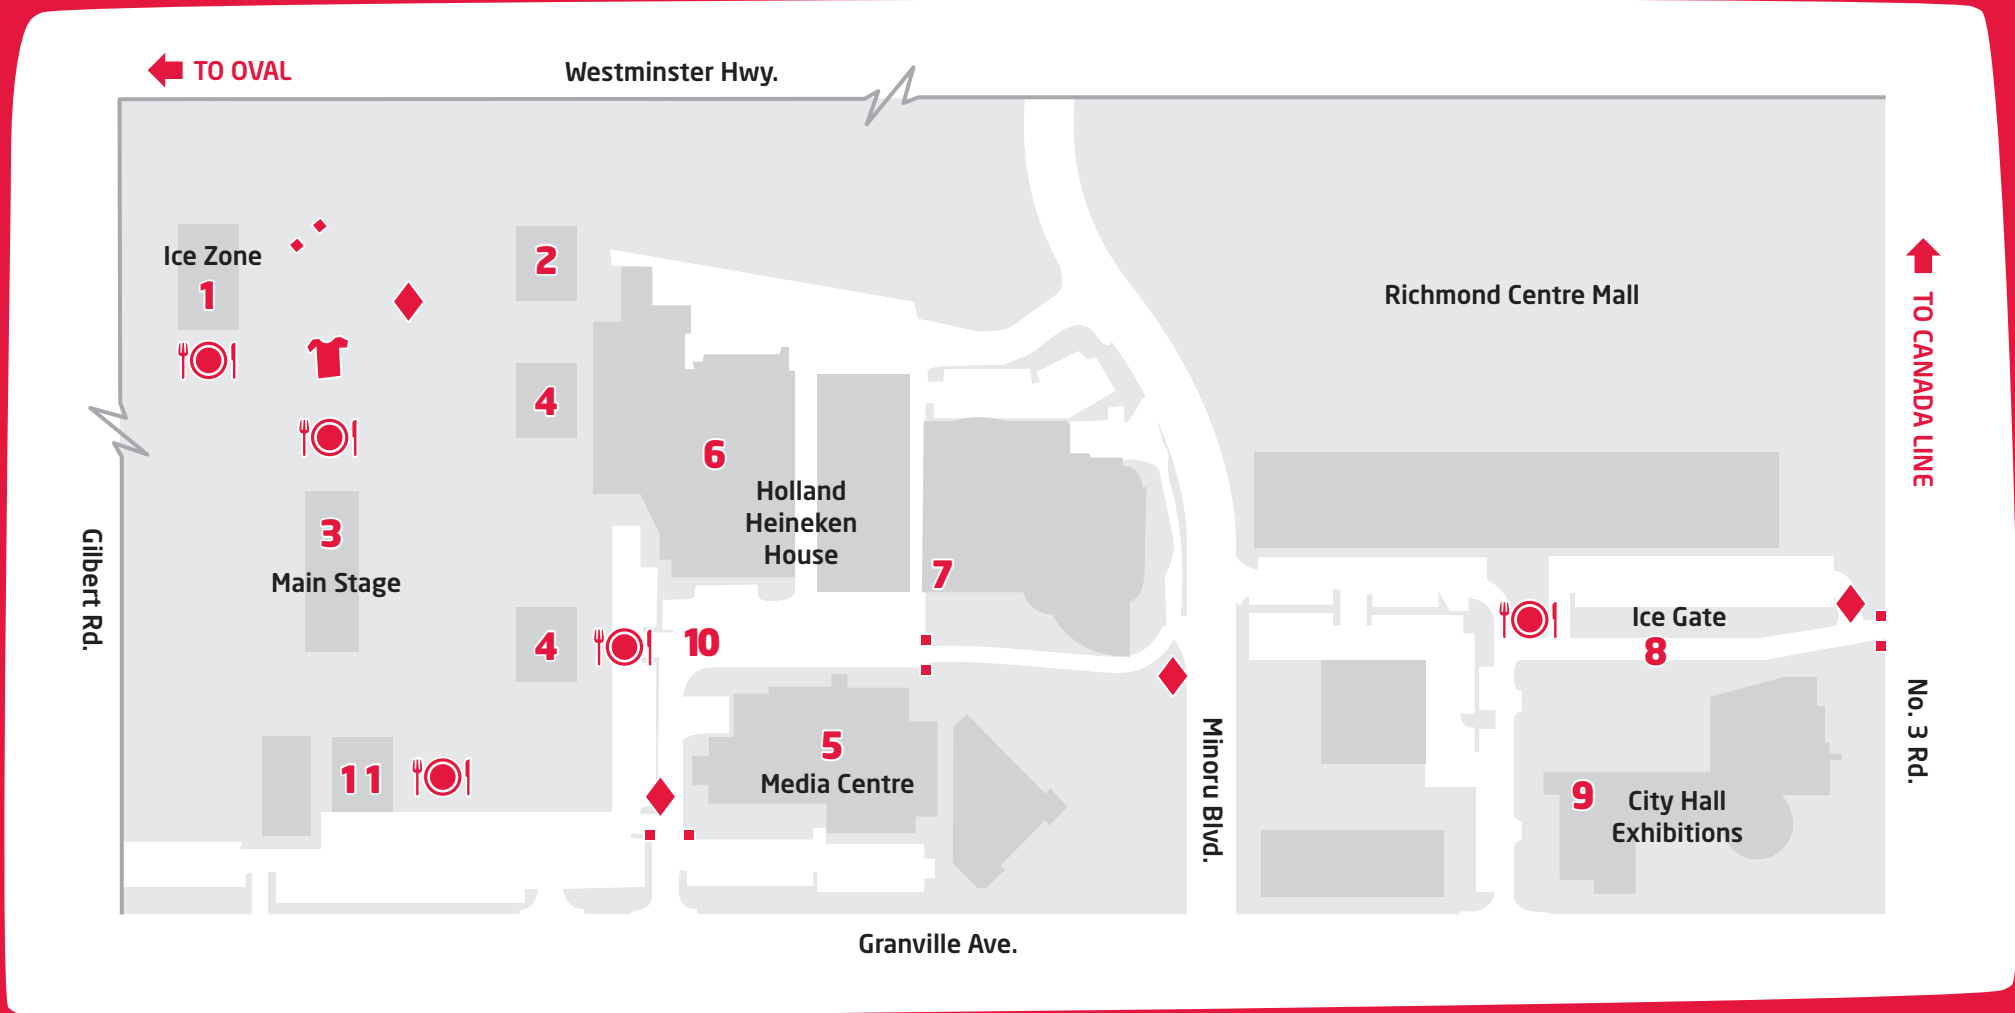 TO OVAL
Westminster Hwy.
Ice Zone
1
2
Richmond Centre Mall
TO CANADA LINE
4
6
Holland
Heineken
House
3
Main Stage
Gilbert Rd.
7
4
10
Ice Gate
8
5
Media Centre
11
Minoru Blvd.
9
City Hall
Exhibitions
No. 3 Rd.
Granville Ave.